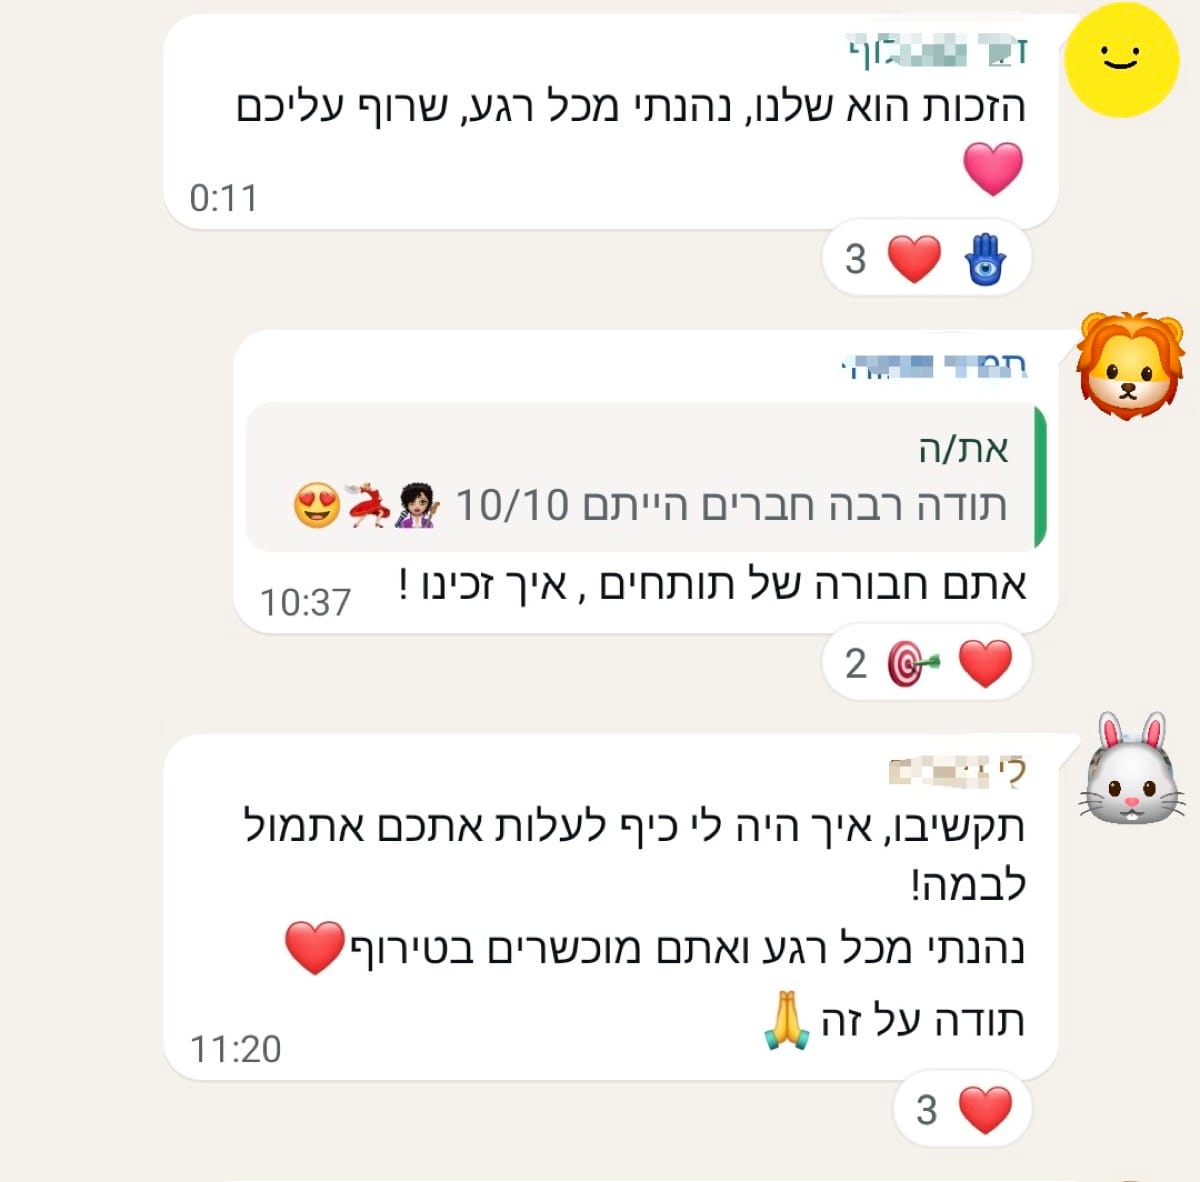 הזכות הוא שלנו, נהנתי מכל רגע, שרוף עליכם
💗
0:11
3 ❤️ 🪬
את/ה
תודה רבה חברים הייתם 10/10 👩🏽‍🎤💃😍
אתם חבורה של תותחים , איך זכינו !
10:37
2 🎯 ❤️
לי
תקשיבו, איך היה לי כיף לעלות אתכם אתמול
לבמה!
נהנתי מכל רגע ואתם מוכשרים בטירוף❤️
תודה על זה🙏
11:20
3 ❤️